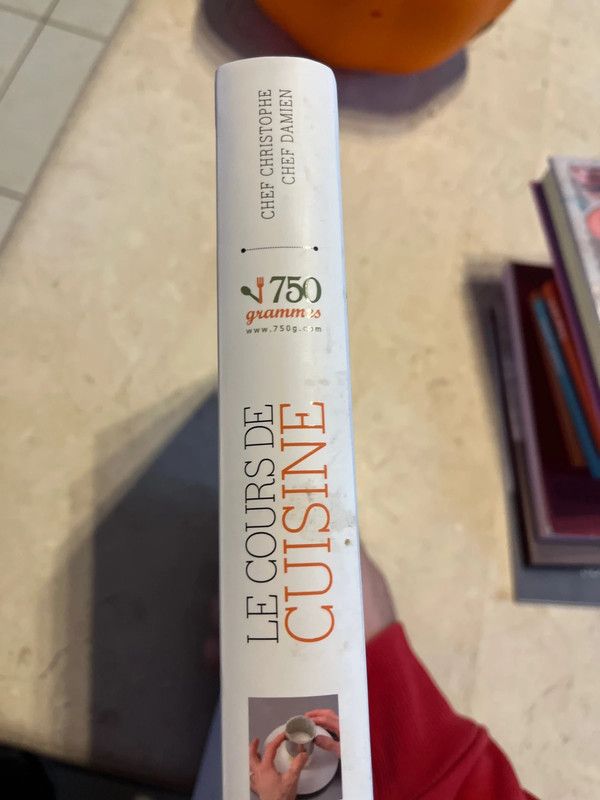 CHEF CHRISTOPHE
CHEF DAMIEN
750
grammes
www.750g.com
LE COURS DE
CUISINE